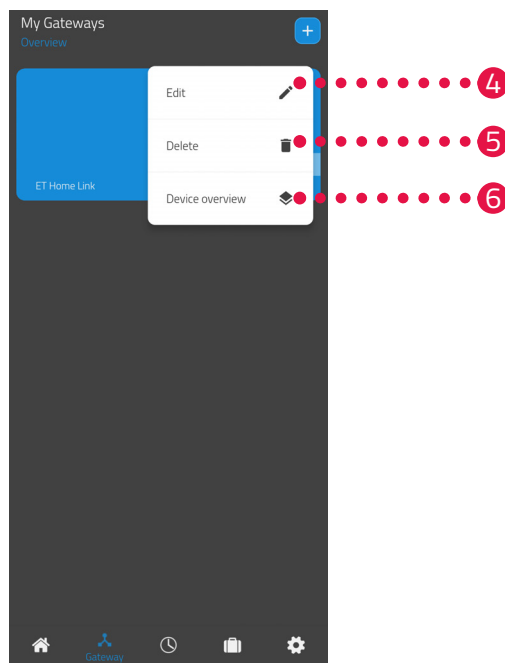 My Gateways
Overview
+
Edit
4
Delete
5
ET Home Link
Device overview
6
Gateway